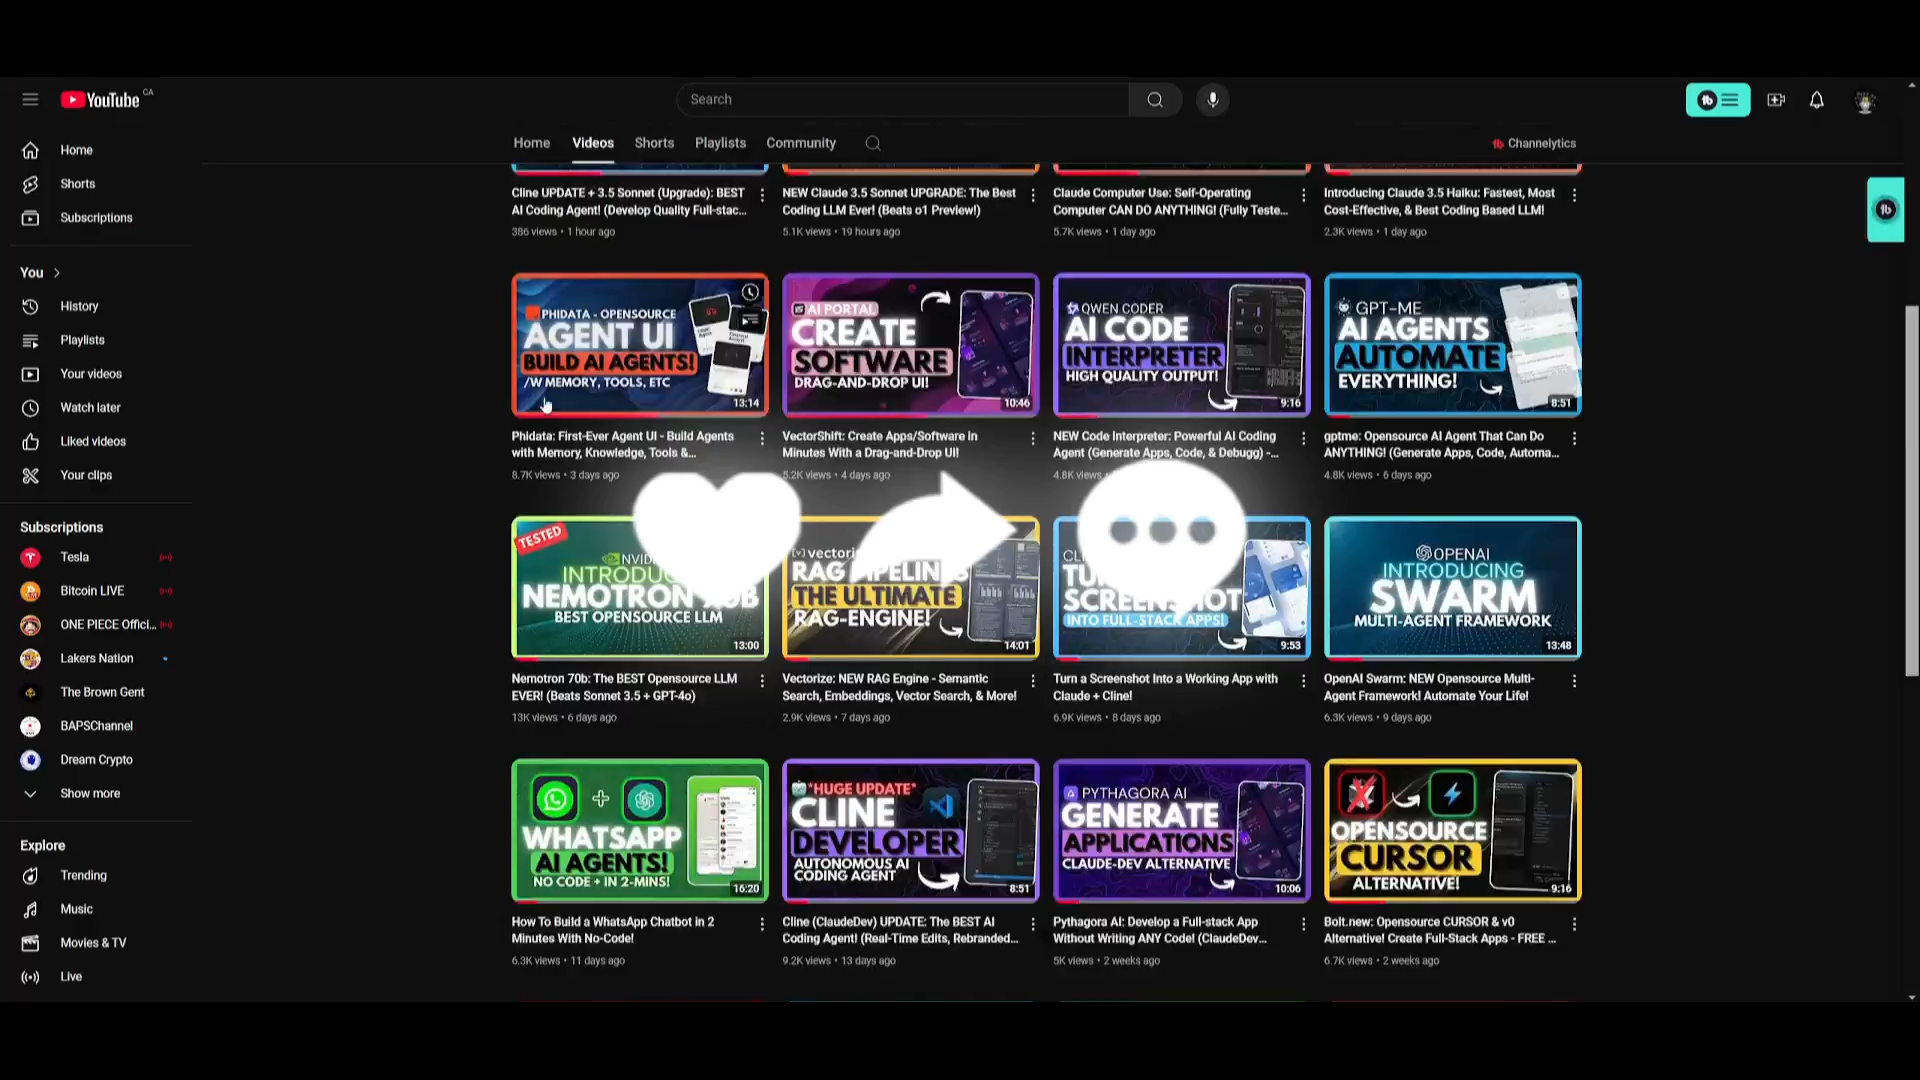 YouTube CA
Search
Home
Shorts
Subscriptions
You
History
Playlists
Your videos
Watch later
Liked videos
Your clips
Subscriptions
Tesla
Bitcoin LIVE
ONE PIECE Offici...
Lakers Nation
The Brown Gent
BAPSChannel
Dream Crypto
Show more
Explore
Trending
Music
Movies & TV
Live
Home Videos Shorts Playlists Community
Channelytics
Cline UPDATE + 3.5 Sonnet (Upgrade): BEST
AI Coding Agent! (Develop Quality Full-stac...
386 views • 1 hour ago
NEW Claude 3.5 Sonnet UPGRADE: The Best
Coding LLM Ever! (Beats o1 Preview!)
5.1K views • 19 hours ago
Claude Computer Use: Self-Operating
Computer CAN DO ANYTHING! (Fully Teste...
5.7K views • 1 day ago
Introducing Claude 3.5 Haiku: Fastest, Most
Cost-Effective, & Best Coding Based LLM!
2.3K views • 1 day ago
PHIDATA - OPENSOURCE
AGENT UI
BUILD AI AGENTS!
/W MEMORY, TOOLS, ETC
13:14
Phidata: First-Ever Agent UI - Build Agents
with Memory, Knowledge, Tools &...
8.7K views • 3 days ago
AI PORTAL
CREATE
SOFTWARE
DRAG-AND-DROP UI!
10:46
VectorShift: Create Apps/Software in
Minutes With a Drag-and-Drop UI!
5.2K views • 4 days ago
QWEN CODER
AI CODE
INTERPRETER
HIGH QUALITY OUTPUT!
9:16
NEW Code Interpreter: Powerful AI Coding
Agent (Generate Apps, Code, & Debugg) -...
4.8K views
GPT-ME
AI AGENTS
AUTOMATE
EVERYTHING!
8:51
gptme: Opensource AI Agent That Can Do
ANYTHING! (Generate Apps, Code, Automa...
4.8K views • 6 days ago
TESTED
INTRODU
NEMOTRON
BEST OPENSOURCE LLM
13:00
Nemotron 70b: The BEST Opensource LLM
EVER! (Beats Sonnet 3.5 + GPT-4o)
13K views • 6 days ago
RAG PIPELINES
THE ULTIMATE
RAG-ENGINE!
14:01
Vectorize: NEW RAG Engine - Semantic
Search, Embeddings, Vector Search, & More!
2.9K views • 7 days ago
SCREENSHOT
INTO FULL-STACK APPS!
9:53
Turn a Screenshot Into a Working App with
Claude + Cline!
6.9K views • 8 days ago
OPENAI
INTRODUCING
SWARM
MULTI-AGENT FRAMEWORK
13:48
OpenAI Swarm: NEW Opensource Multi-
Agent Framework! Automate Your Life!
6.3K views • 9 days ago
WHATSAPP
AI AGENTS!
NO CODE + IN 2-MINS!
16:20
How To Build a WhatsApp Chatbot in 2
Minutes With No-Code!
6.3K views • 11 days ago
*HUGE UPDATE*
CLINE
DEVELOPER
AUTONOMOUS AI
CODING AGENT
8:51
Cline (ClaudeDev) UPDATE: The BEST AI
Coding Agent! (Real-Time Edits, Rebranded...
9.2K views • 13 days ago
PYTHAGORA AI
GENERATE
APPLICATIONS
CLAUDE-DEV ALTERNATIVE
10:06
Pythagora AI: Develop a Full-stack App
Without Writing ANY Code! (ClaudeDev...
5K views • 2 weeks ago
OPENSOURCE
CURSOR
ALTERNATIVE!
9:16
Bolt.new: Opensource CURSOR & v0
Alternative! Create Full-Stack Apps - FREE ...
6.7K views • 2 weeks ago